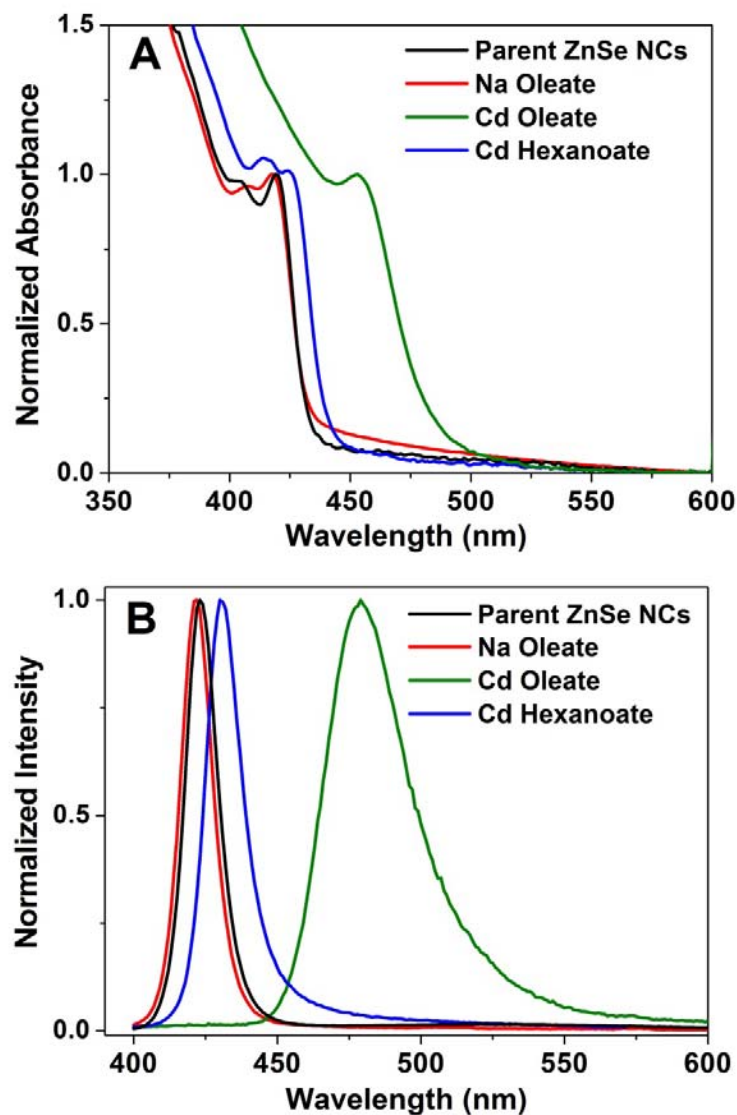 A
Parent ZnSe NCs
Na Oleate
Cd Oleate
Cd Hexanoate
Normalized Absorbance
1.5
1.0
0.5
0.0
350 400 450 500 550 600
Wavelength (nm)
B
Parent ZnSe NCs
Na Oleate
Cd Oleate
Cd Hexanoate
Normalized Intensity
1.0
0.5
0.0
400 450 500 550 600
Wavelength (nm)